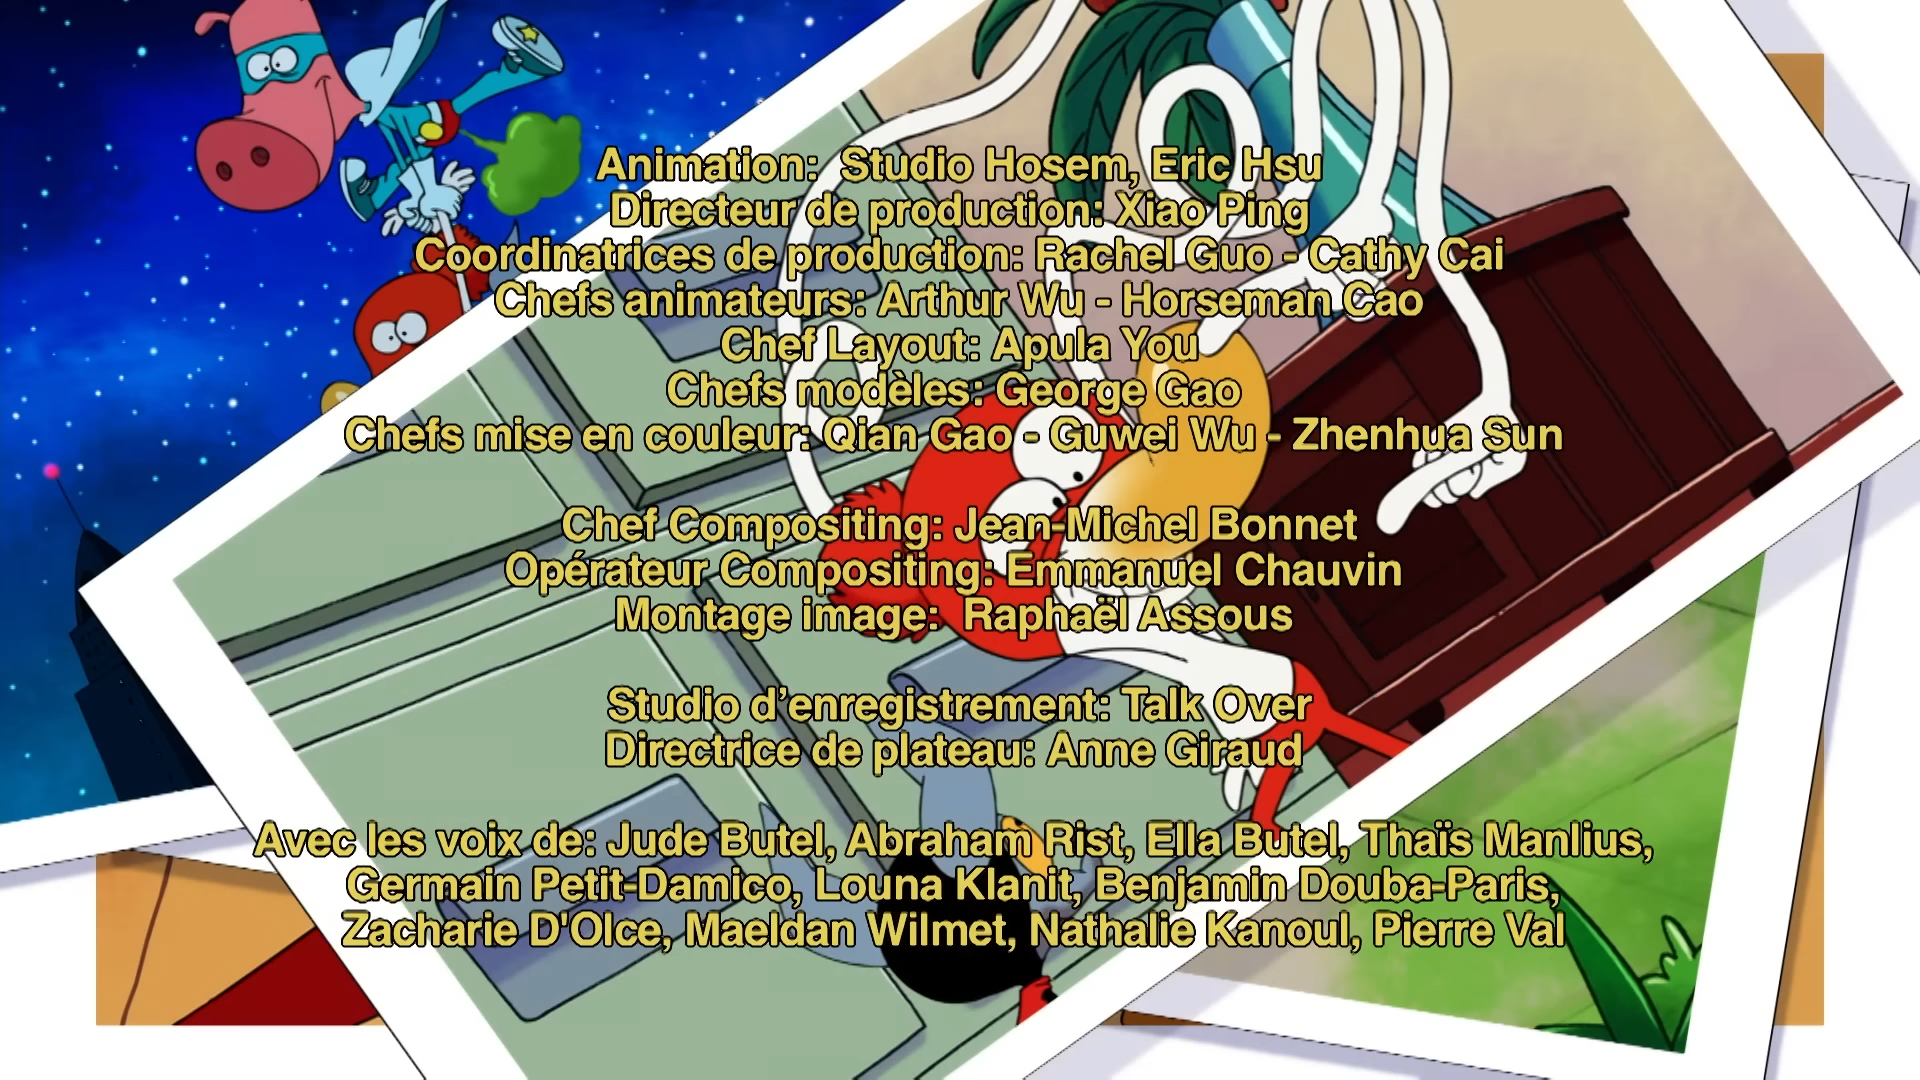 Animation:  Studio Hosem, Eric Hsu
Directeur de production: Xiao Ping
Coordinatrices de production: Rachel Guo - Cathy Cai
Chefs animateurs: Arthur Wu - Horseman Cao
Chef Layout: Apula You
Chefs modèles: George Gao
Chefs mise en couleur: Qian Gao - Guwei Wu - Zhenhua Sun
Chef Compositing: Jean-Michel Bonnet
Opérateur Compositing: Emmanuel Chauvin
Montage image:  Raphaël Assous
Studio d’enregistrement: Talk Over
Directrice de plateau: Anne Giraud
Avec les voix de: Jude Butel, Abraham Rist, Ella Butel, Thaïs Manlius,
Germain Petit-Damico, Louna Klanit, Benjamin Douba-Paris,
Zacharie D'Olce, Maeldan Wilmet, Nathalie Kanoul, Pierre Val